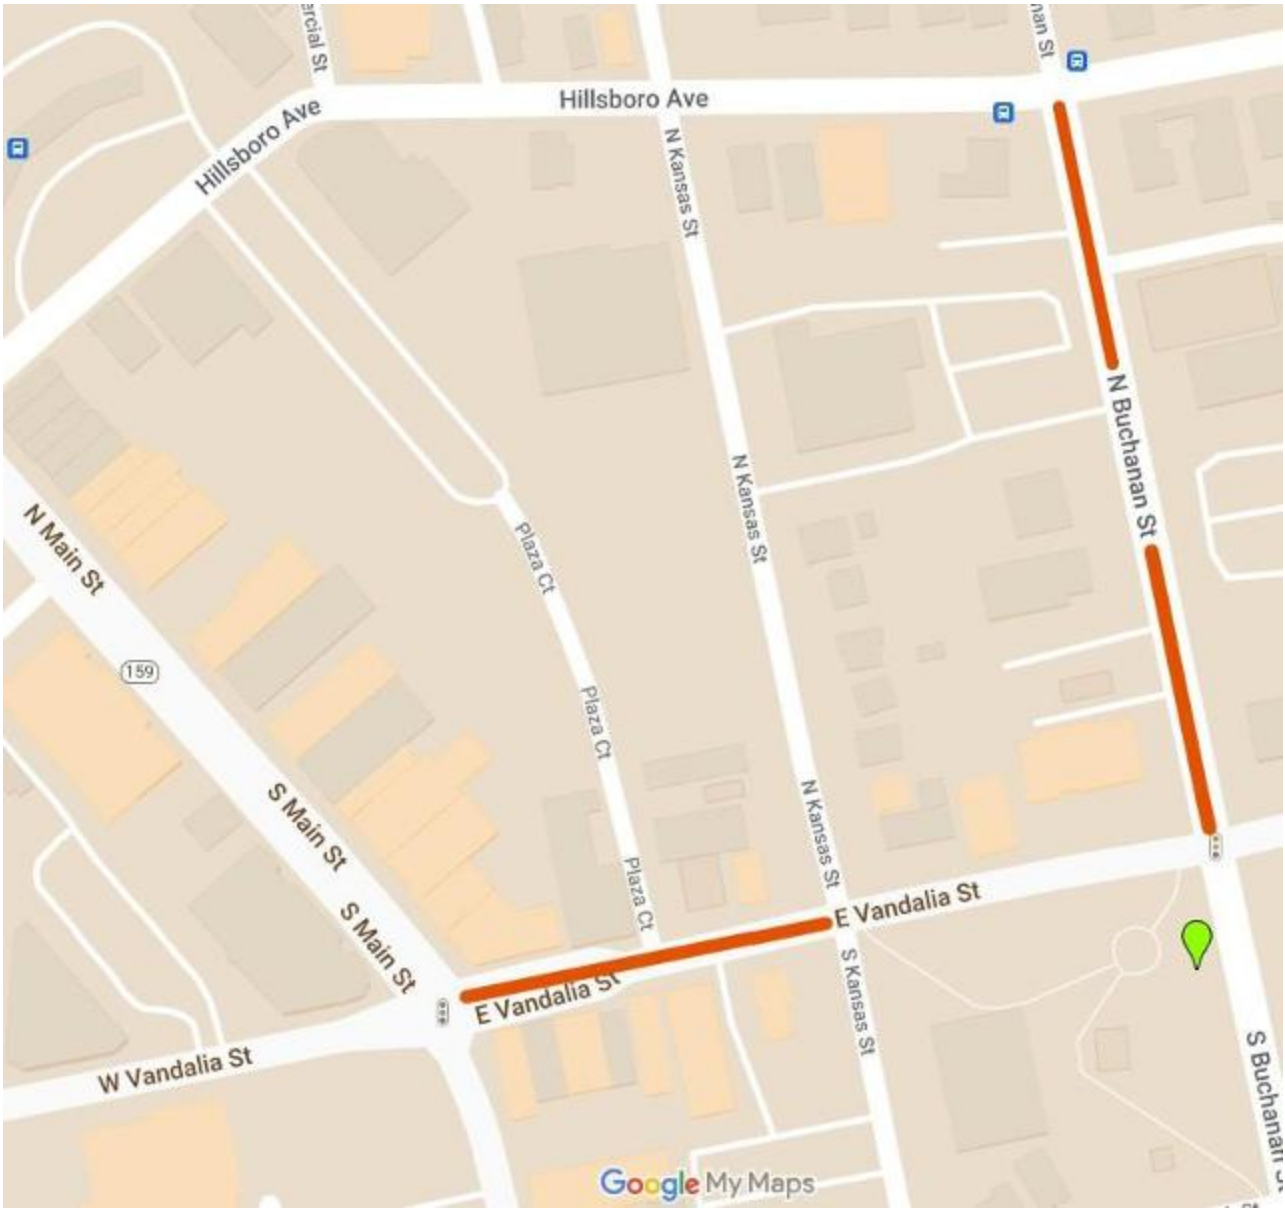 ercial St
nan St
Hillsboro Ave
Hillsboro Ave
N Kansas St
N Buchanan St
N Kansas St
N Main St
Plaza Ct
159
Plaza Ct
S Main St
N Kansas St
Plaza Ct
S Main St
E Vandalia St
E Vandalia St
S Kansas St
W Vandalia St
S Buchanan St
Google My Maps